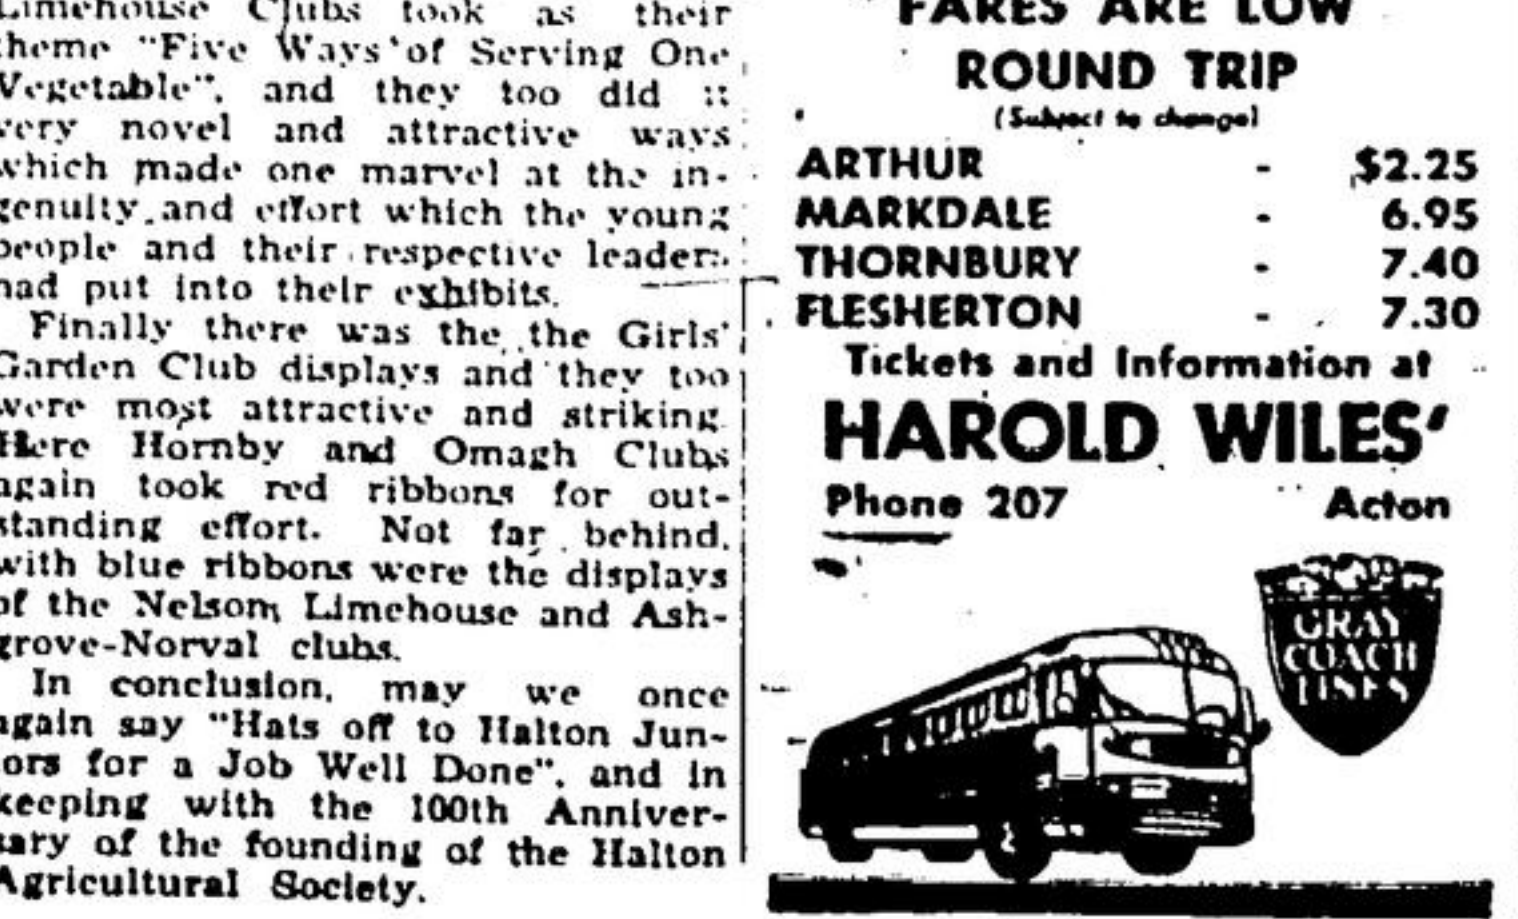 Limehouse Clubs took as their
theme "Five Ways of Serving One
Vegetable", and they too did it
very novel and attractive ways
which made one marvel at the in-
genuity and effort which the young
people and their respective leaders
had put into their exhibits.
Finally there was the the Girls'
Garden Club displays and they too
were most attractive and striking.
Here Hornby and Omagh Clubs
again took red ribbons for out-
standing effort. Not far behind,
with blue ribbons were the displays
of the Nelson, Limehouse and Ash-
grove-Norval clubs.
In conclusion, may we once
again say "Hats off to Halton Jun-
iors for a Job Well Done", and in
keeping with the 100th Anniver-
sary of the founding of the Halton
Agricultural Society.
FARES ARE LOW
ROUND TRIP
(Subject to change)
ARTHUR - $2.25
MARKDALE - 6.95
THORNBURY - 7.40
FLESHERTON - 7.30
Tickets and Information at
HAROLD WILES'
Phone 207 Acton
GRAY
COACH
LINES